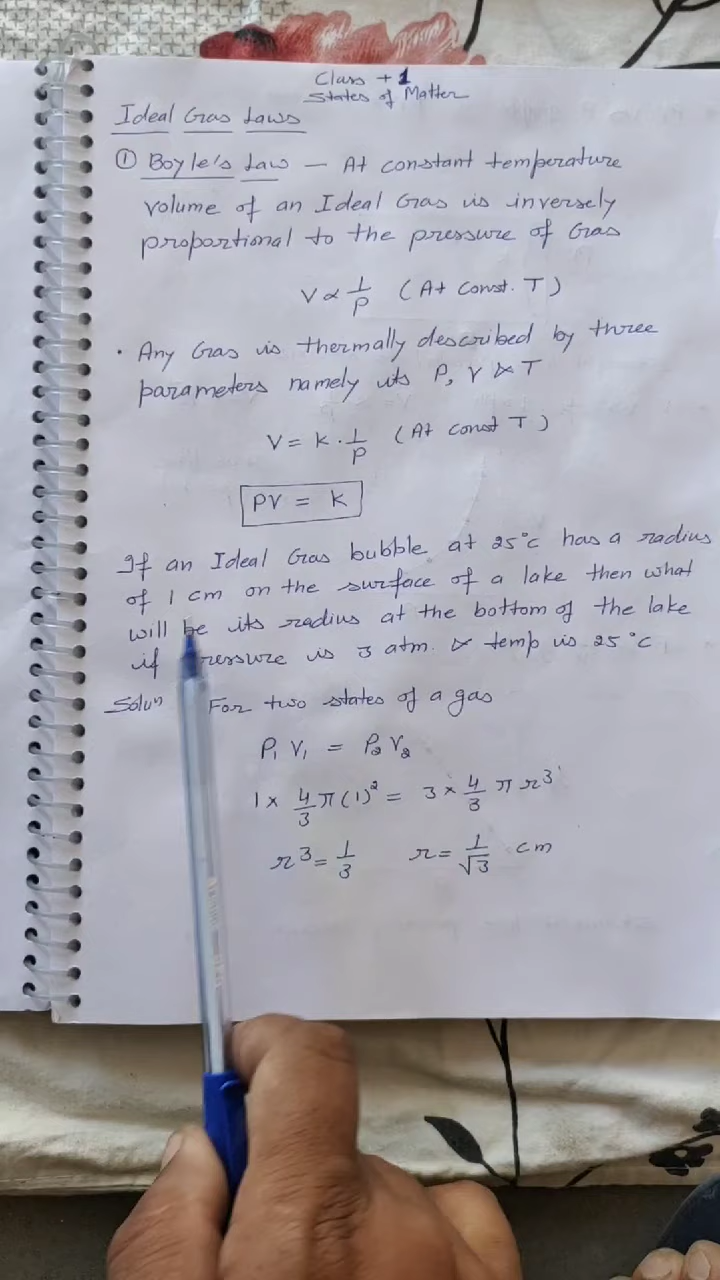 Class + 1
States of Matter
Ideal Gas Laws
① Boyle's Law — At constant temperature
volume of an Ideal Gas is inversely
proportional to the pressure of Gas
V ∝ 1/P (At Const. T)
• Any Gas is thermally described by three
parameters namely its P, V & T
V = K . 1/P (At const T)
PV = K
If an Ideal Gas bubble at 25°C has a radius
of 1 cm on the surface of a lake then what
will be its radius at the bottom of the lake
if pressure is 3 atm. & temp is 25°C
Soluⁿ For two states of a gas
P₁ V₁ = P₂ V₂
1 × 4/3 π (1)² = 3 × 4/3 π r³
r³ = 1/3 r = 1/√3 cm